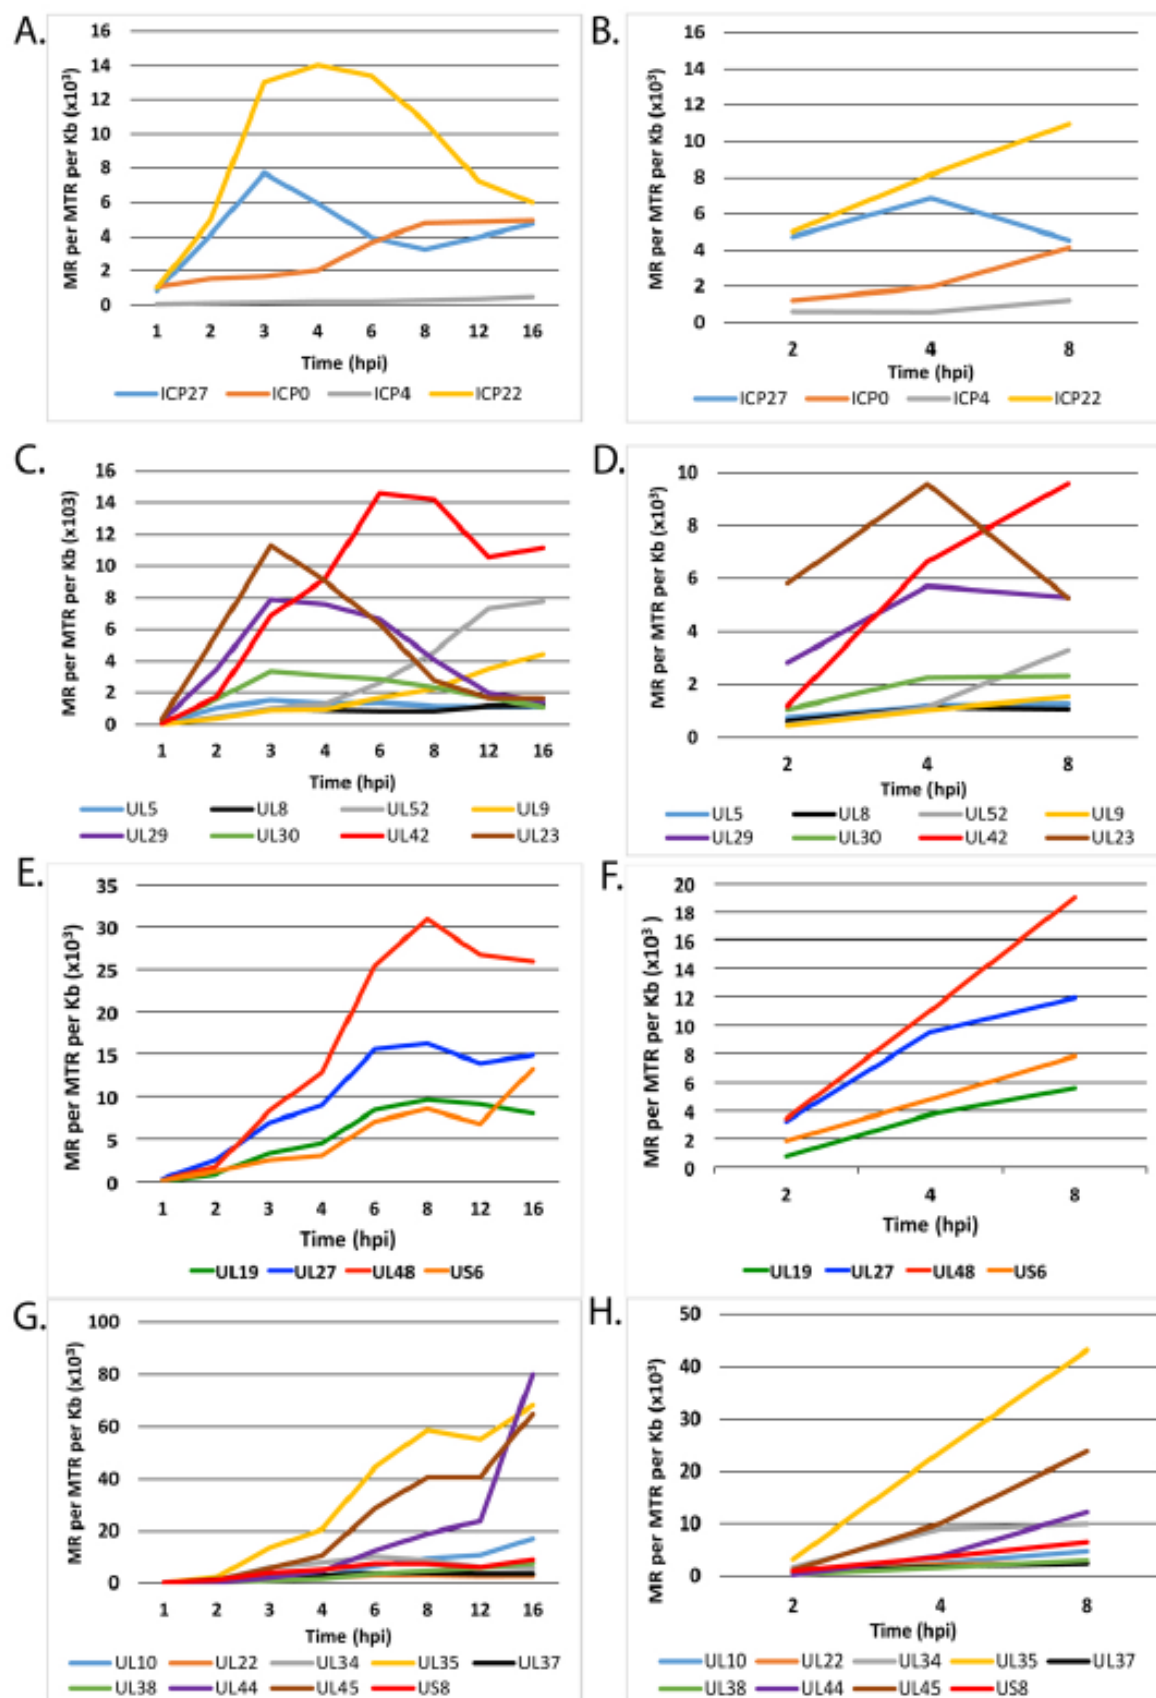 A.
16
14
12
10
8
6
4
2
0
MR per MTR per Kb (x10³)
1 2 3 4 6 8 12 16
Time (hpi)
ICP27 ICP0 ICP4 ICP22
B.
16
14
12
10
8
6
4
2
0
MR per MTR per Kb (x10³)
2 4 8
Time (hpi)
ICP27 ICP0 ICP4 ICP22
C.
16
14
12
10
8
6
4
2
0
MR per MTR per Kb (x103)
1 2 3 4 6 8 12 16
Time (hpi)
UL5 UL8 UL52 UL9
UL29 UL30 UL42 UL23
D.
10
8
6
4
2
0
MR per MTR per Kb (x10³)
2 4 8
Time (hpi)
UL5 UL8 UL52 UL9
UL29 UL30 UL42 UL23
E.
35
30
25
20
15
10
5
0
MR per MTR per Kb (x10³)
1 2 3 4 6 8 12 16
Time (hpi)
UL19 UL27 UL48 US6
F.
20
18
16
14
12
10
8
6
4
2
0
MR per MTR per Kb (x10³ )
2 4 8
Time (hpi)
UL19 UL27 UL48 US6
G.
100
80
60
40
20
0
MR per MTR per Kb (x10³)
1 2 3 4 6 8 12 16
Time (hpi)
UL10 UL22 UL34 UL35 UL37
UL38 UL44 UL45 US8
H.
50
40
30
20
10
0
MR per MTR per Kb (x10³)
2 4 8
Time (hpi)
UL10 UL22 UL34 UL35 UL37
UL38 UL44 UL45 US8